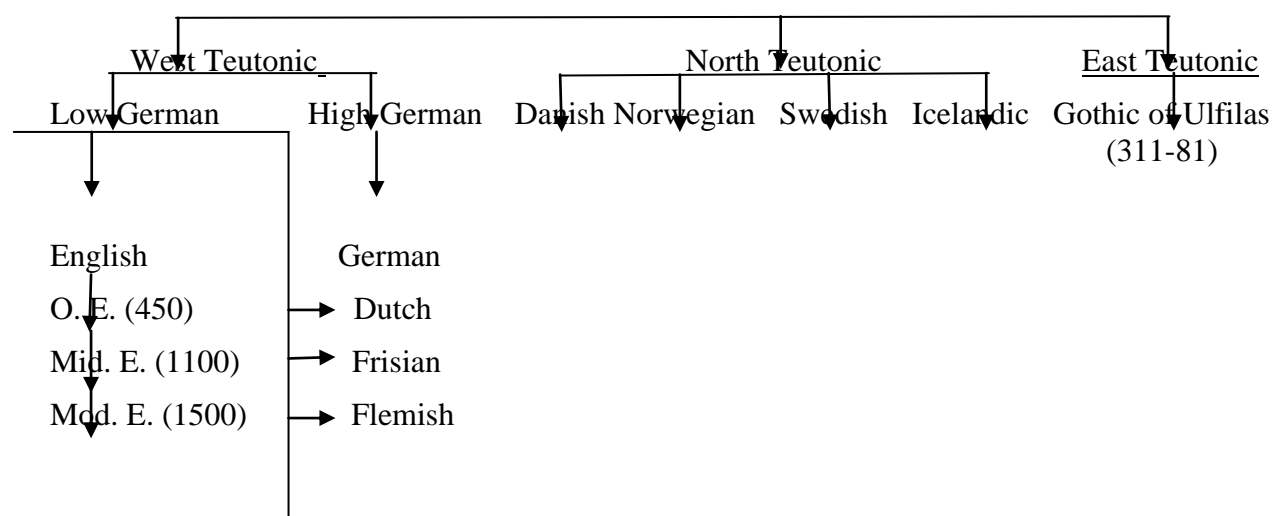 West Teutonic North Teutonic East Teutonic
Low German High German Danish Norwegian Swedish Icelandic Gothic of Ulfilas
(311-81)
English German
O. E. (450) Dutch
Mid. E. (1100) Frisian
Mod. E. (1500) Flemish